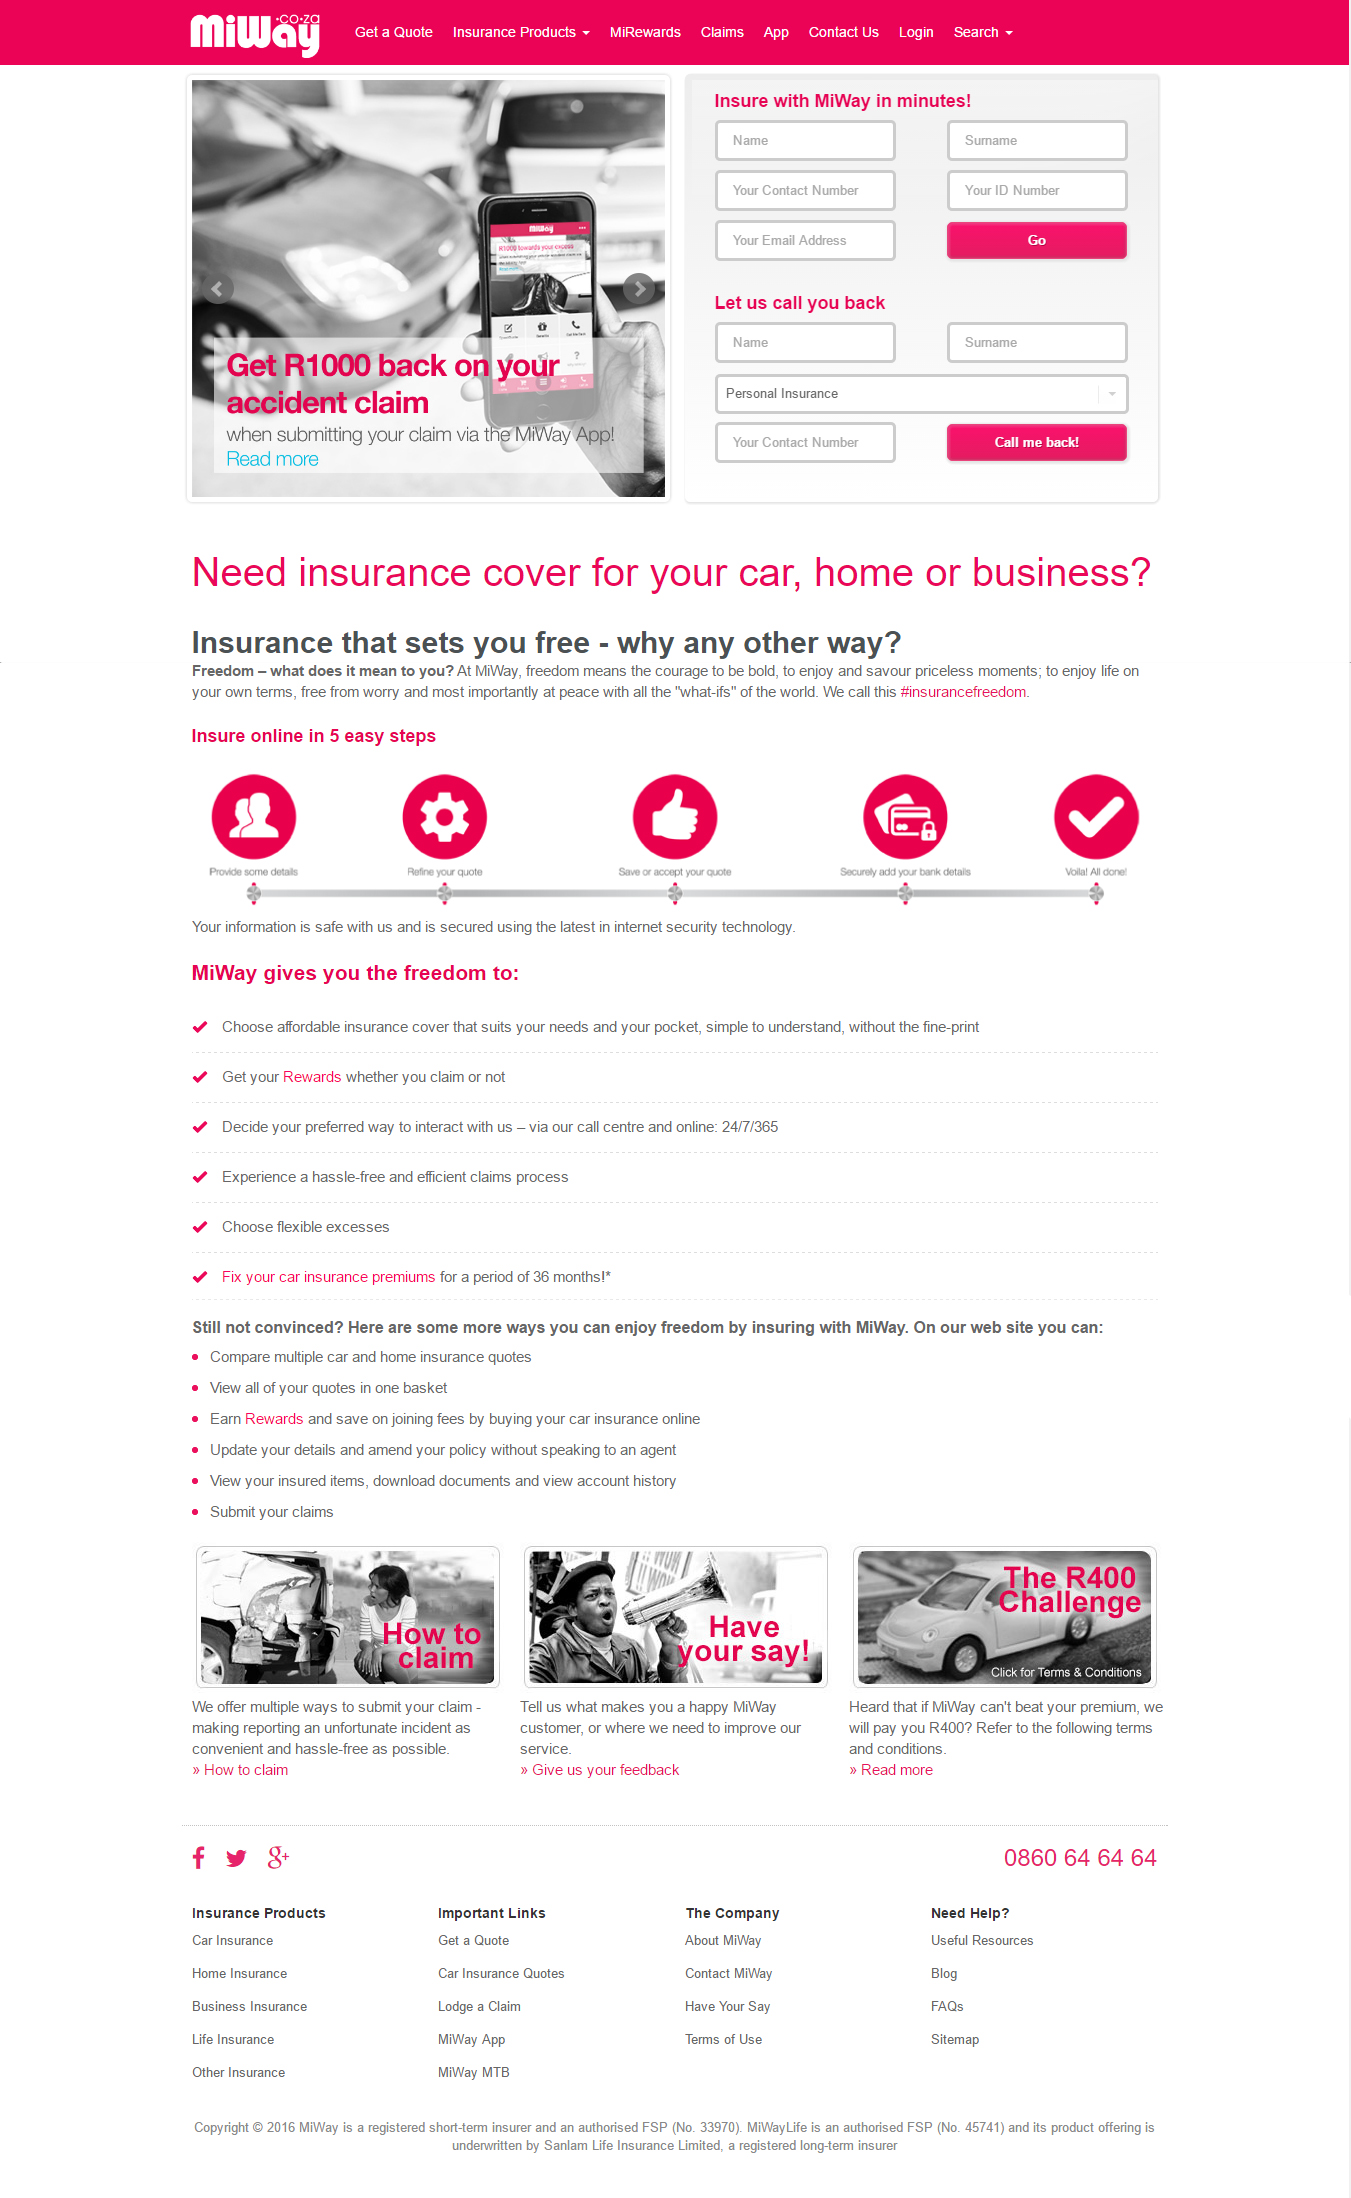 MiWay .co.za
Get a Quote Insurance Products MiRewards Claims App Contact Us Login Search
MiWay
R1000 towards your excess
Get R1000 back on your
accident claim
when submitting your claim via the MiWay App!
Read more
Insure with MiWay in minutes!
Name Surname
Your Contact Number Your ID Number
Your Email Address Go
Let us call you back
Name Surname
Personal Insurance
Your Contact Number Call me back!
Need insurance cover for your car, home or business?
Insurance that sets you free - why any other way?
Freedom – what does it mean to you? At MiWay, freedom means the courage to be bold, to enjoy and savour priceless moments; to enjoy life on
your own terms, free from worry and most importantly at peace with all the "what-ifs" of the world. We call this #insurancefreedom.
Insure online in 5 easy steps
Provide some details Refine your quote Save or accept your quote Securely add your bank details Voila! All done!
Your information is safe with us and is secured using the latest in internet security technology.
MiWay gives you the freedom to:
Choose affordable insurance cover that suits your needs and your pocket, simple to understand, without the fine-print
Get your Rewards whether you claim or not
Decide your preferred way to interact with us – via our call centre and online: 24/7/365
Experience a hassle-free and efficient claims process
Choose flexible excesses
Fix your car insurance premiums for a period of 36 months!*
Still not convinced? Here are some more ways you can enjoy freedom by insuring with MiWay. On our web site you can:
Compare multiple car and home insurance quotes
View all of your quotes in one basket
Earn Rewards and save on joining fees by buying your car insurance online
Update your details and amend your policy without speaking to an agent
View your insured items, download documents and view account history
Submit your claims
How to
claim
We offer multiple ways to submit your claim -
making reporting an unfortunate incident as
convenient and hassle-free as possible.
» How to claim
Have
your say!
Tell us what makes you a happy MiWay
customer, or where we need to improve our
service.
» Give us your feedback
The R400
Challenge
Click for Terms & Conditions
Heard that if MiWay can't beat your premium, we
will pay you R400? Refer to the following terms
and conditions.
» Read more
0860 64 64 64
Insurance Products
Car Insurance
Home Insurance
Business Insurance
Life Insurance
Other Insurance
Important Links
Get a Quote
Car Insurance Quotes
Lodge a Claim
MiWay App
MiWay MTB
The Company
About MiWay
Contact MiWay
Have Your Say
Terms of Use
Need Help?
Useful Resources
Blog
FAQs
Sitemap
Copyright © 2016 MiWay is a registered short-term insurer and an authorised FSP (No. 33970). MiWayLife is an authorised FSP (No. 45741) and its product offering is
underwritten by Sanlam Life Insurance Limited, a registered long-term insurer